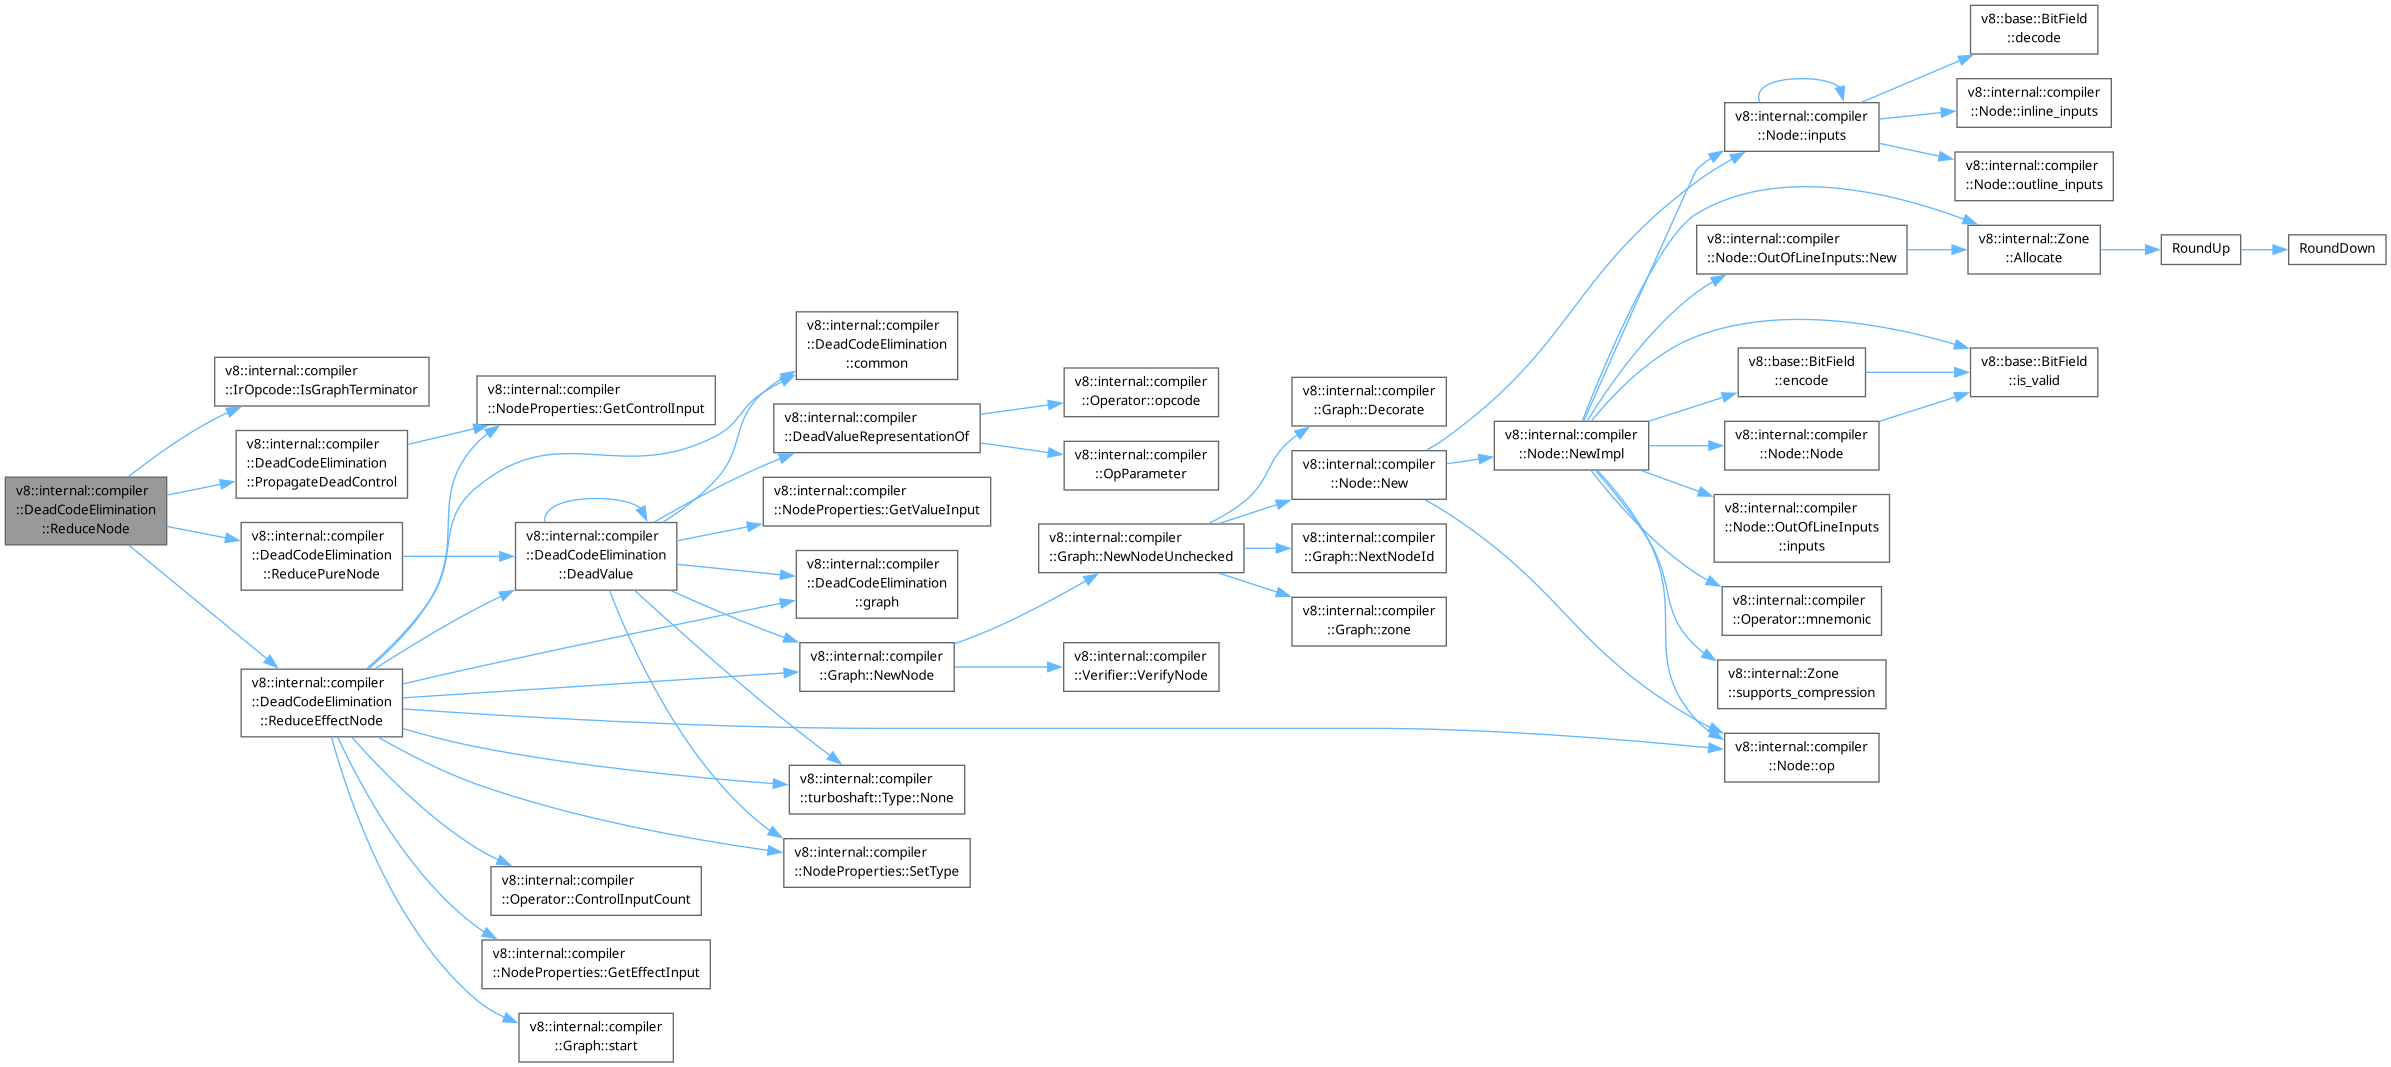 v8::internal::compiler
::DeadCodeElimination
::ReduceNode
v8::internal::compiler
::IrOpcode::IsGraphTerminator
v8::internal::compiler
::DeadCodeElimination
::PropagateDeadControl
v8::internal::compiler
::DeadCodeElimination
::ReducePureNode
v8::internal::compiler
::DeadCodeElimination
::ReduceEffectNode
v8::internal::compiler
::NodeProperties::GetControlInput
v8::internal::compiler
::DeadCodeElimination
::DeadValue
v8::internal::compiler
::Operator::ControlInputCount
v8::internal::compiler
::NodeProperties::GetEffectInput
v8::internal::compiler
::Graph::start
v8::internal::compiler
::DeadCodeElimination
::common
v8::internal::compiler
::DeadValueRepresentationOf
v8::internal::compiler
::NodeProperties::GetValueInput
v8::internal::compiler
::DeadCodeElimination
::graph
v8::internal::compiler
::Graph::NewNode
v8::internal::compiler
::turboshaft::Type::None
v8::internal::compiler
::NodeProperties::SetType
v8::internal::compiler
::Operator::opcode
v8::internal::compiler
::OpParameter
v8::internal::compiler
::Graph::NewNodeUnchecked
v8::internal::compiler
::Verifier::VerifyNode
v8::internal::compiler
::Graph::Decorate
v8::internal::compiler
::Node::New
v8::internal::compiler
::Graph::NextNodeId
v8::internal::compiler
::Graph::zone
v8::internal::compiler
::Node::NewImpl
v8::internal::compiler
::Node::inputs
v8::internal::compiler
::Node::OutOfLineInputs::New
v8::base::BitField
::encode
v8::internal::compiler
::Node::Node
v8::internal::compiler
::Node::OutOfLineInputs
::inputs
v8::internal::compiler
::Operator::mnemonic
v8::internal::Zone
::supports_compression
v8::internal::compiler
::Node::op
v8::base::BitField
::decode
v8::internal::compiler
::Node::inline_inputs
v8::internal::compiler
::Node::outline_inputs
v8::internal::Zone
::Allocate
v8::base::BitField
::is_valid
RoundUp
RoundDown